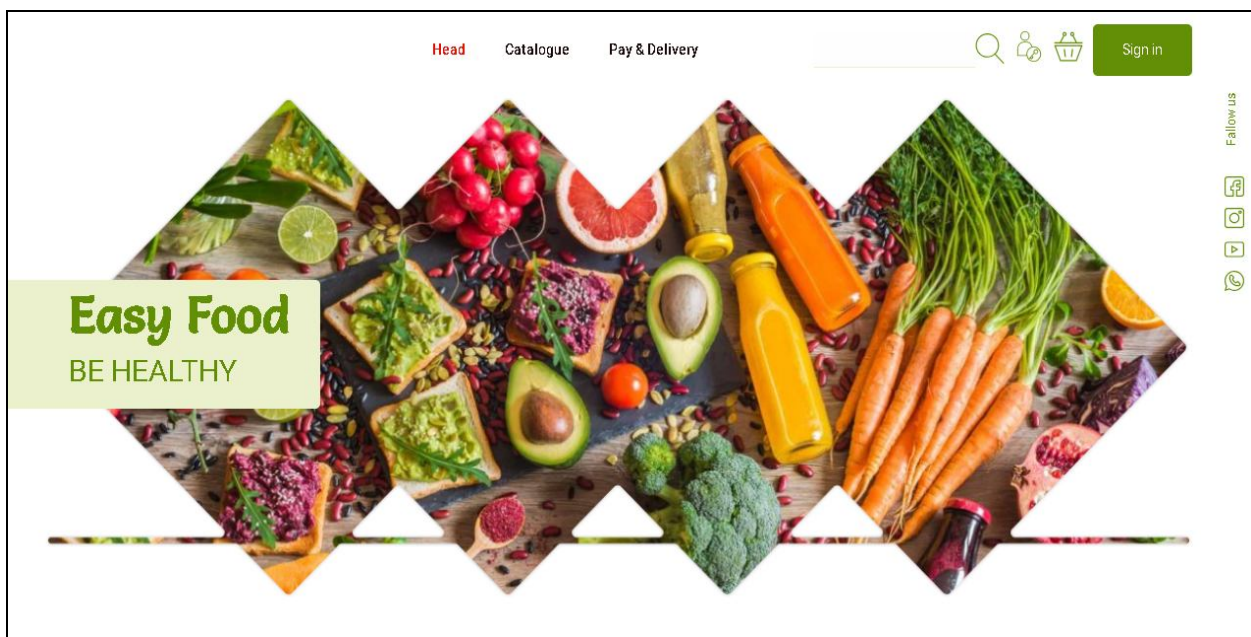 Head Catalogue Pay & Delivery Sign in
Fallow us
Easy Food
BE HEALTHY